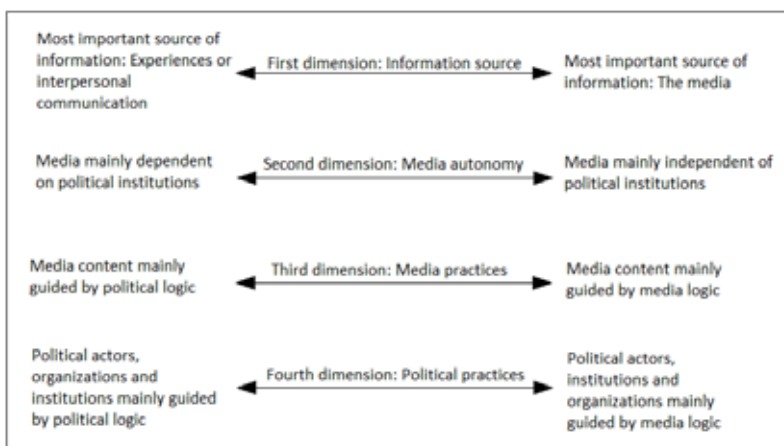 Most important source of
information: Experiences or
interpersonal
communication
First dimension: Information source
Most important source of
information: The media
Media mainly dependent
on political institutions
Second dimension: Media autonomy
Media mainly independent of
political institutions
Media content mainly
guided by political logic
Third dimension: Media practices
Media content mainly
guided by media logic
Political actors,
organizations and
institutions mainly guided
by political logic
Fourth dimension: Political practices
Political actors,
institutions and
organizations mainly
guided by media logic